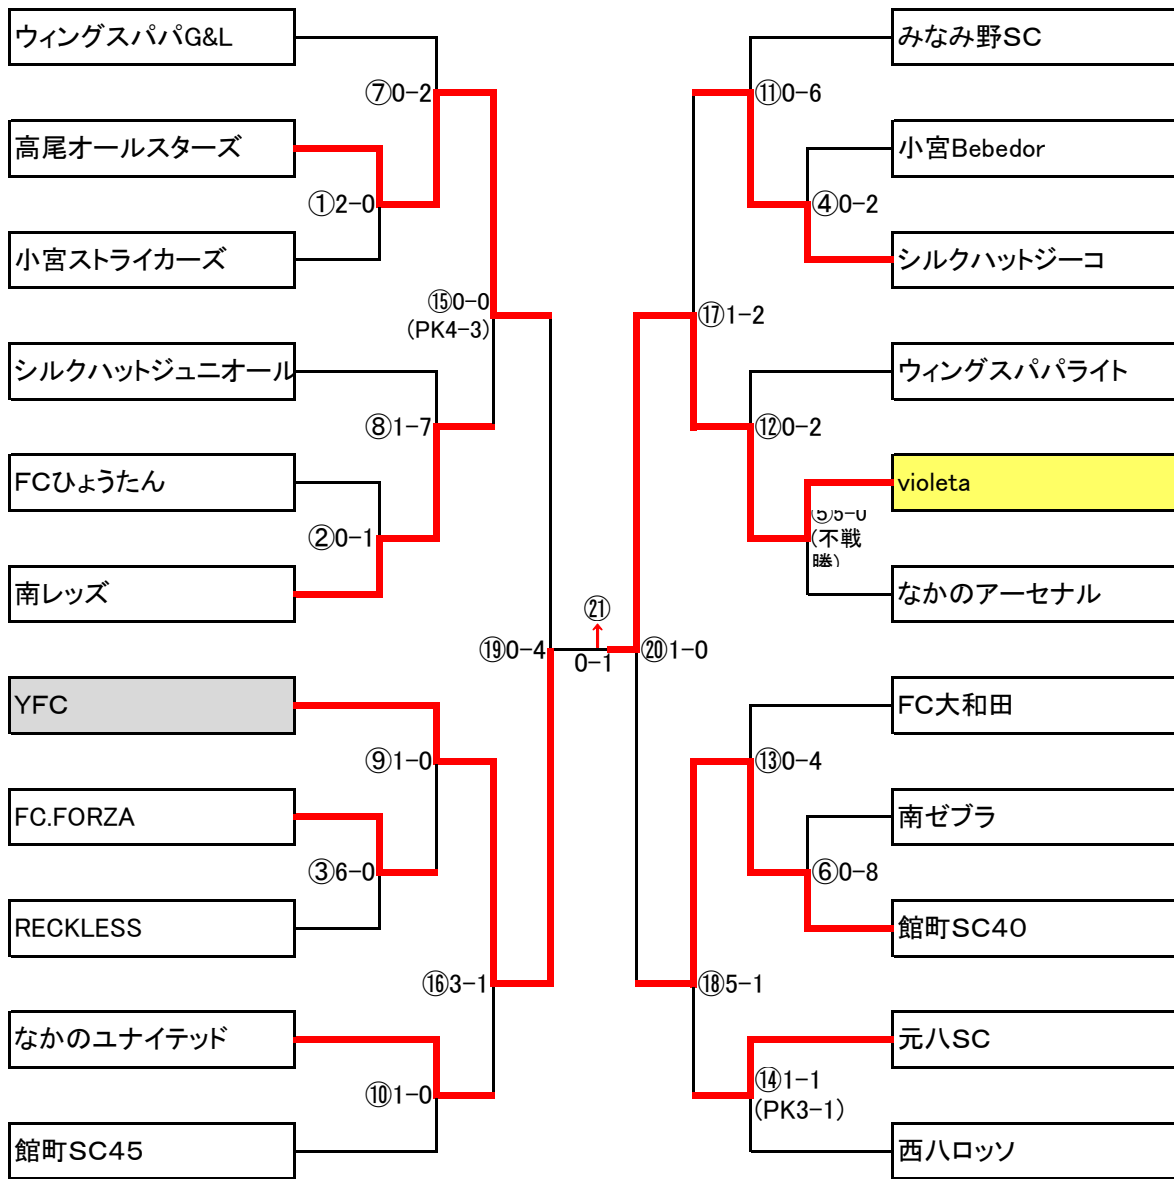 ウィングスパパG&L
⑦0-2
高尾オールスターズ
①2-0
小宮ストライカーズ
⑮0-0
(PK4-3)
シルクハットジュニオール
⑧1-7
FCひょうたん
②0-1
南レッズ
⑲0-4
YFC
⑨1-0
FC.FORZA
③6-0
RECKLESS
⑯3-1
なかのユナイテッド
⑩1-0
館町SC45
㉑
0-1
みなみ野SC
⑪0-6
小宮Bebedor
④0-2
シルクハットジーコ
⑰1-2
ウィングスパパライト
⑫0-2
violeta
⑤5-0
(不戦
勝)
なかのアーセナル
⑳1-0
FC大和田
⑬0-4
南ゼブラ
⑥0-8
館町SC40
⑱5-1
元八SC
⑭1-1
(PK3-1)
西八ロッソ